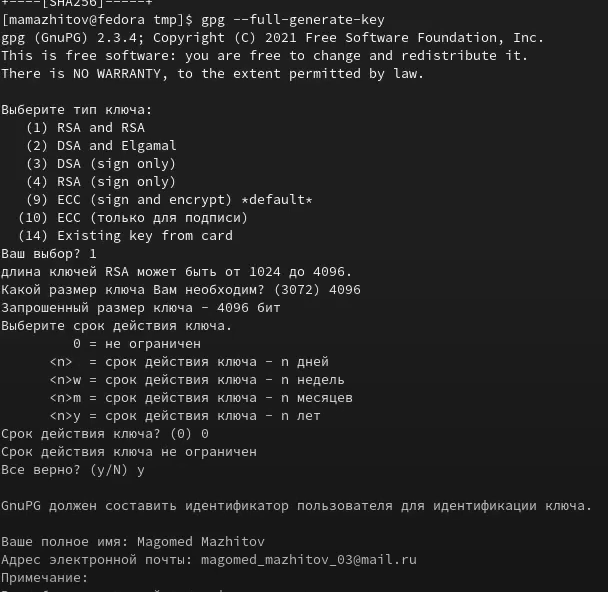 +----[SHA256]-----+
[mamazhitov@fedora tmp]$ gpg --full-generate-key
gpg (GnuPG) 2.3.4; Copyright (C) 2021 Free Software Foundation, Inc.
This is free software: you are free to change and redistribute it.
There is NO WARRANTY, to the extent permitted by law.

Выберите тип ключа:
   (1) RSA and RSA
   (2) DSA and Elgamal
   (3) DSA (sign only)
   (4) RSA (sign only)
   (9) ECC (sign and encrypt) *default*
  (10) ECC (только для подписи)
  (14) Existing key from card
Ваш выбор? 1
длина ключей RSA может быть от 1024 до 4096.
Какой размер ключа Вам необходим? (3072) 4096
Запрошенный размер ключа - 4096 бит
Выберите срок действия ключа.
         0 = не ограничен
      <n>  = срок действия ключа - n дней
      <n>w = срок действия ключа - n недель
      <n>m = срок действия ключа - n месяцев
      <n>y = срок действия ключа - n лет
Срок действия ключа? (0) 0
Срок действия ключа не ограничен
Все верно? (y/N) y

GnuPG должен составить идентификатор пользователя для идентификации ключа.

Ваше полное имя: Magomed Mazhitov
Адрес электронной почты: magomed_mazhitov_03@mail.ru
Примечание: